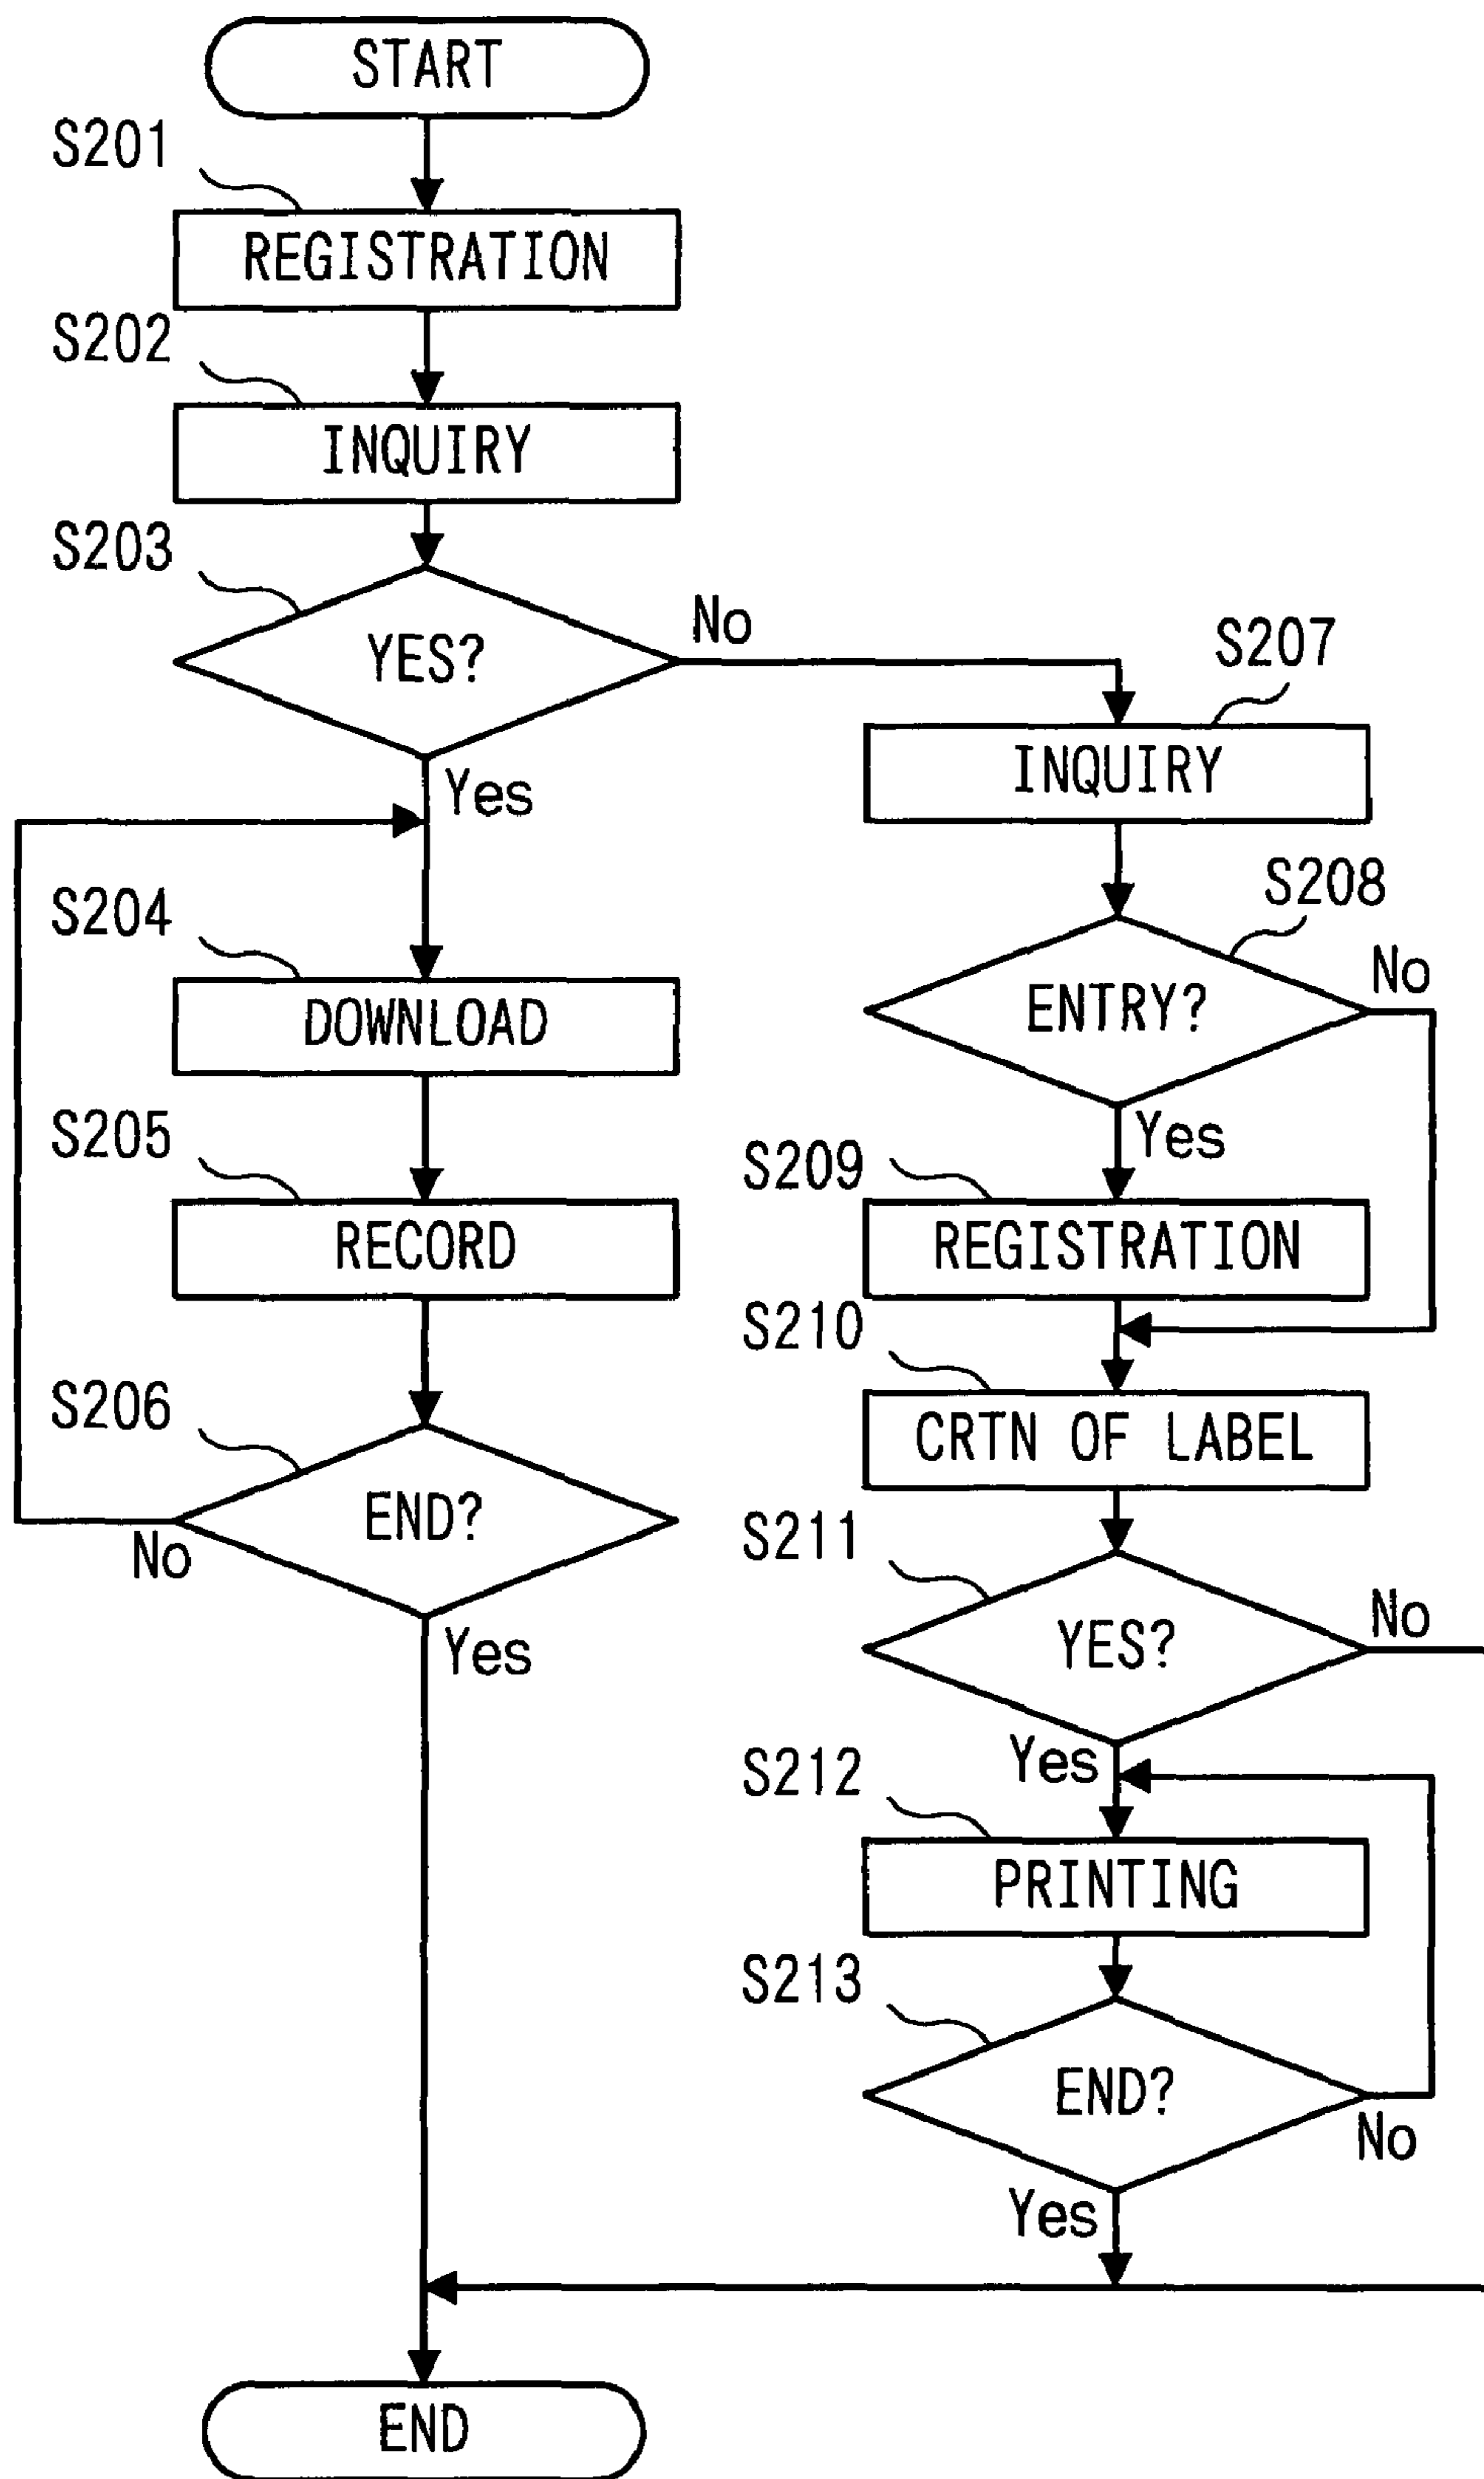 START
S201
REGISTRATION
S202
INQUIRY
S203
YES?
No
Yes
S204
DOWNLOAD
S205
RECORD
S206
END?
No
Yes
S207
INQUIRY
S208
ENTRY?
No
Yes
S209
REGISTRATION
S210
CRTN OF LABEL
S211
YES?
No
Yes
S212
PRINTING
S213
END?
No
Yes
END